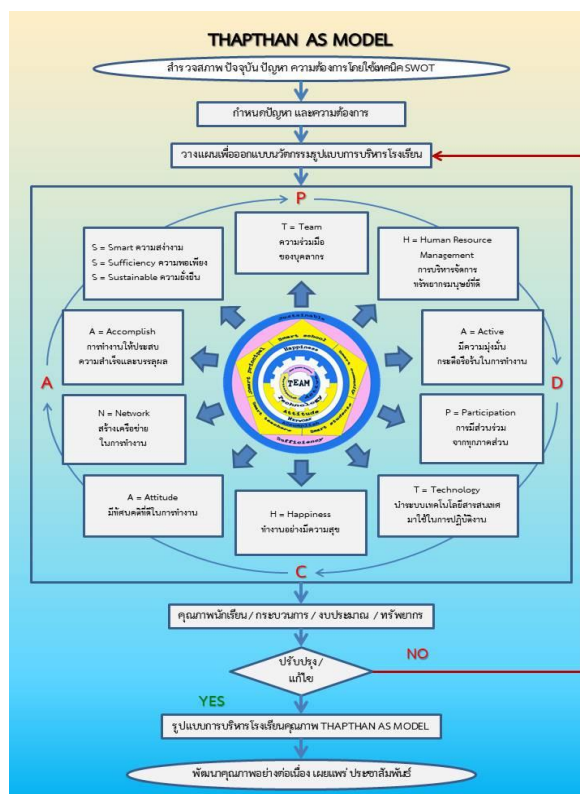 THAPTHAN AS MODEL
สำรวจสภาพ ปัจจุบัน ปัญหา ความต้องการโดยใช้เทคนิค SWOT
กำหนดปัญหา และความต้องการ
วางแผนเพื่อออกแบบนวัตกรรมรูปแบบการบริหารโรงเรียน
P
T = Team
ความร่วมมือ
ของบุคลากร
H = Human Resource
Management
การบริหารจัดการ
ทรัพยากรมนุษย์ที่ดี
A = Active
มีความมุ่งมั่น
กระตือรือร้นในการทำงาน
D
P = Participation
การมีส่วนร่วม
จากทุกภาคส่วน
T = Technology
นำระบบเทคโนโลยีสารสนเทศ
มาใช้ในการปฏิบัติงาน
H = Happiness
ทำงานอย่างมีความสุข
C
A = Attitude
มีทัศนคติที่ดีในการทำงาน
N = Network
สร้างเครือข่าย
ในการทำงาน
A
A = Accomplish
การทำงานให้ประสบ
ความสำเร็จและบรรลุผล
S = Smart ความสง่างาม
S = Sufficiency ความพอเพียง
S = Sustainable ความยั่งยืน
Sustainable
Smart school
Smart principal
Happiness
TEAM
Technology
Attitude
Network
Smart teachers
Smart students
Sufficiency
คุณภาพนักเรียน / กระบวนการ / งบประมาณ / ทรัพยากร
ปรับปรุง /
แก้ไข
NO
YES
รูปแบบการบริหารโรงเรียนคุณภาพ THAPTHAN AS MODEL
พัฒนาคุณภาพอย่างต่อเนื่อง เผยแพร่ ประชาสัมพันธ์